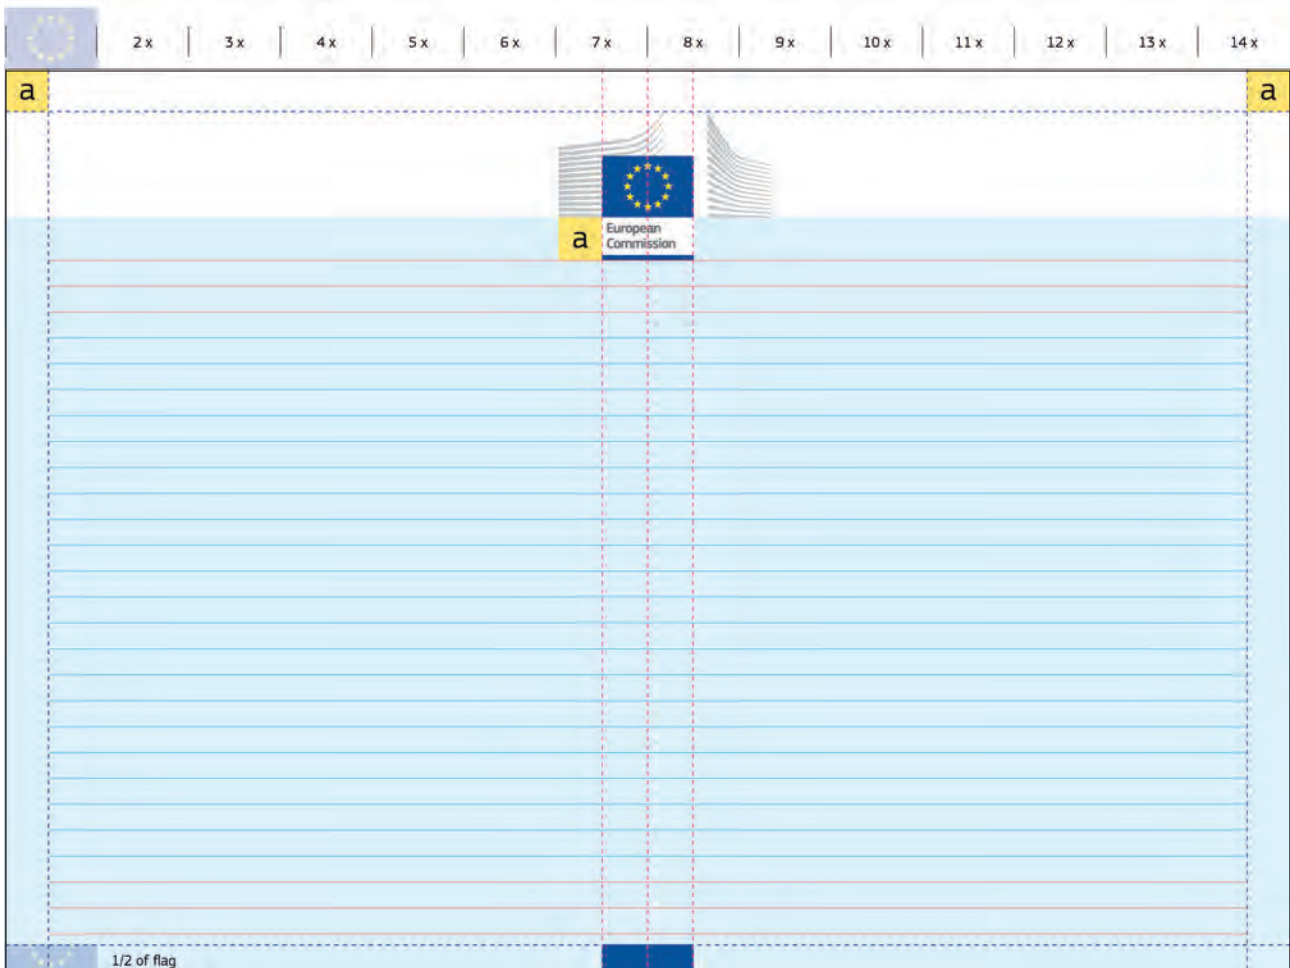 2 x 3 x 4 x 5 x 6 x 7 x 8 x 9 x 10 x 11 x 12 x 13 x 14 x
a a
a European
Commission
1/2 of flag